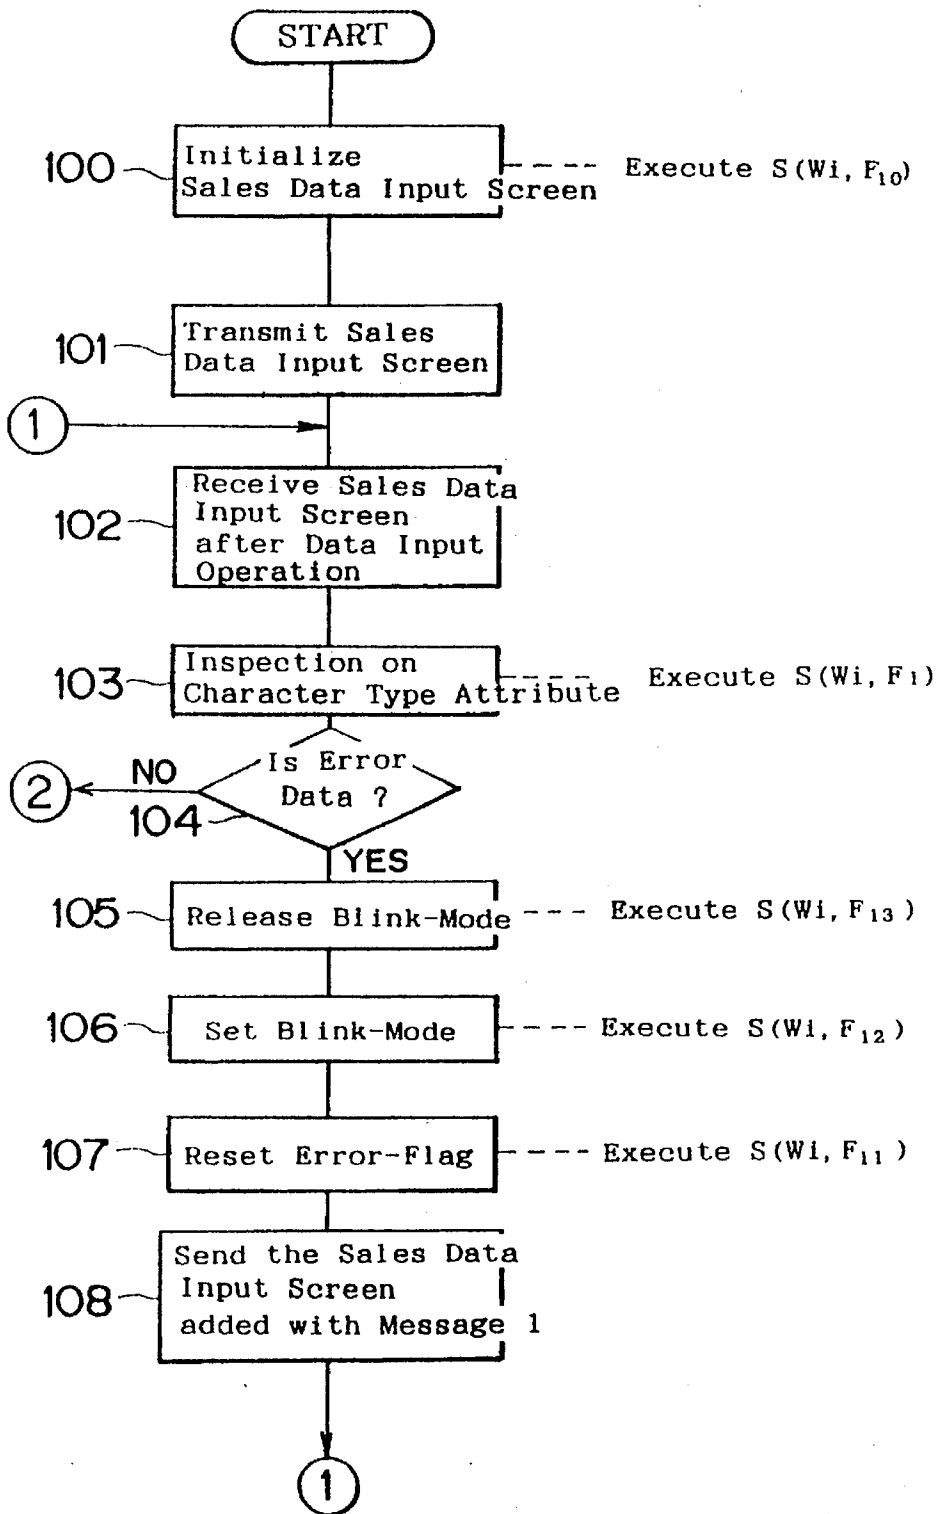 START
100
Initialize
Sales Data Input Screen
Execute S(Wi, F10)
101
Transmit Sales
Data Input Screen
1
102
Receive Sales Data
Input Screen
after Data Input
Operation
103
Inspection on
Character Type Attribute
Execute S(Wi, F1)
Is Error
Data ?
NO
2
104
YES
105
Release Blink-Mode
Execute S(Wi, F13)
106
Set Blink-Mode
Execute S(Wi, F12)
107
Reset Error-Flag
Execute S(Wi, F11)
108
Send the Sales Data
Input Screen
added with Message 1
1